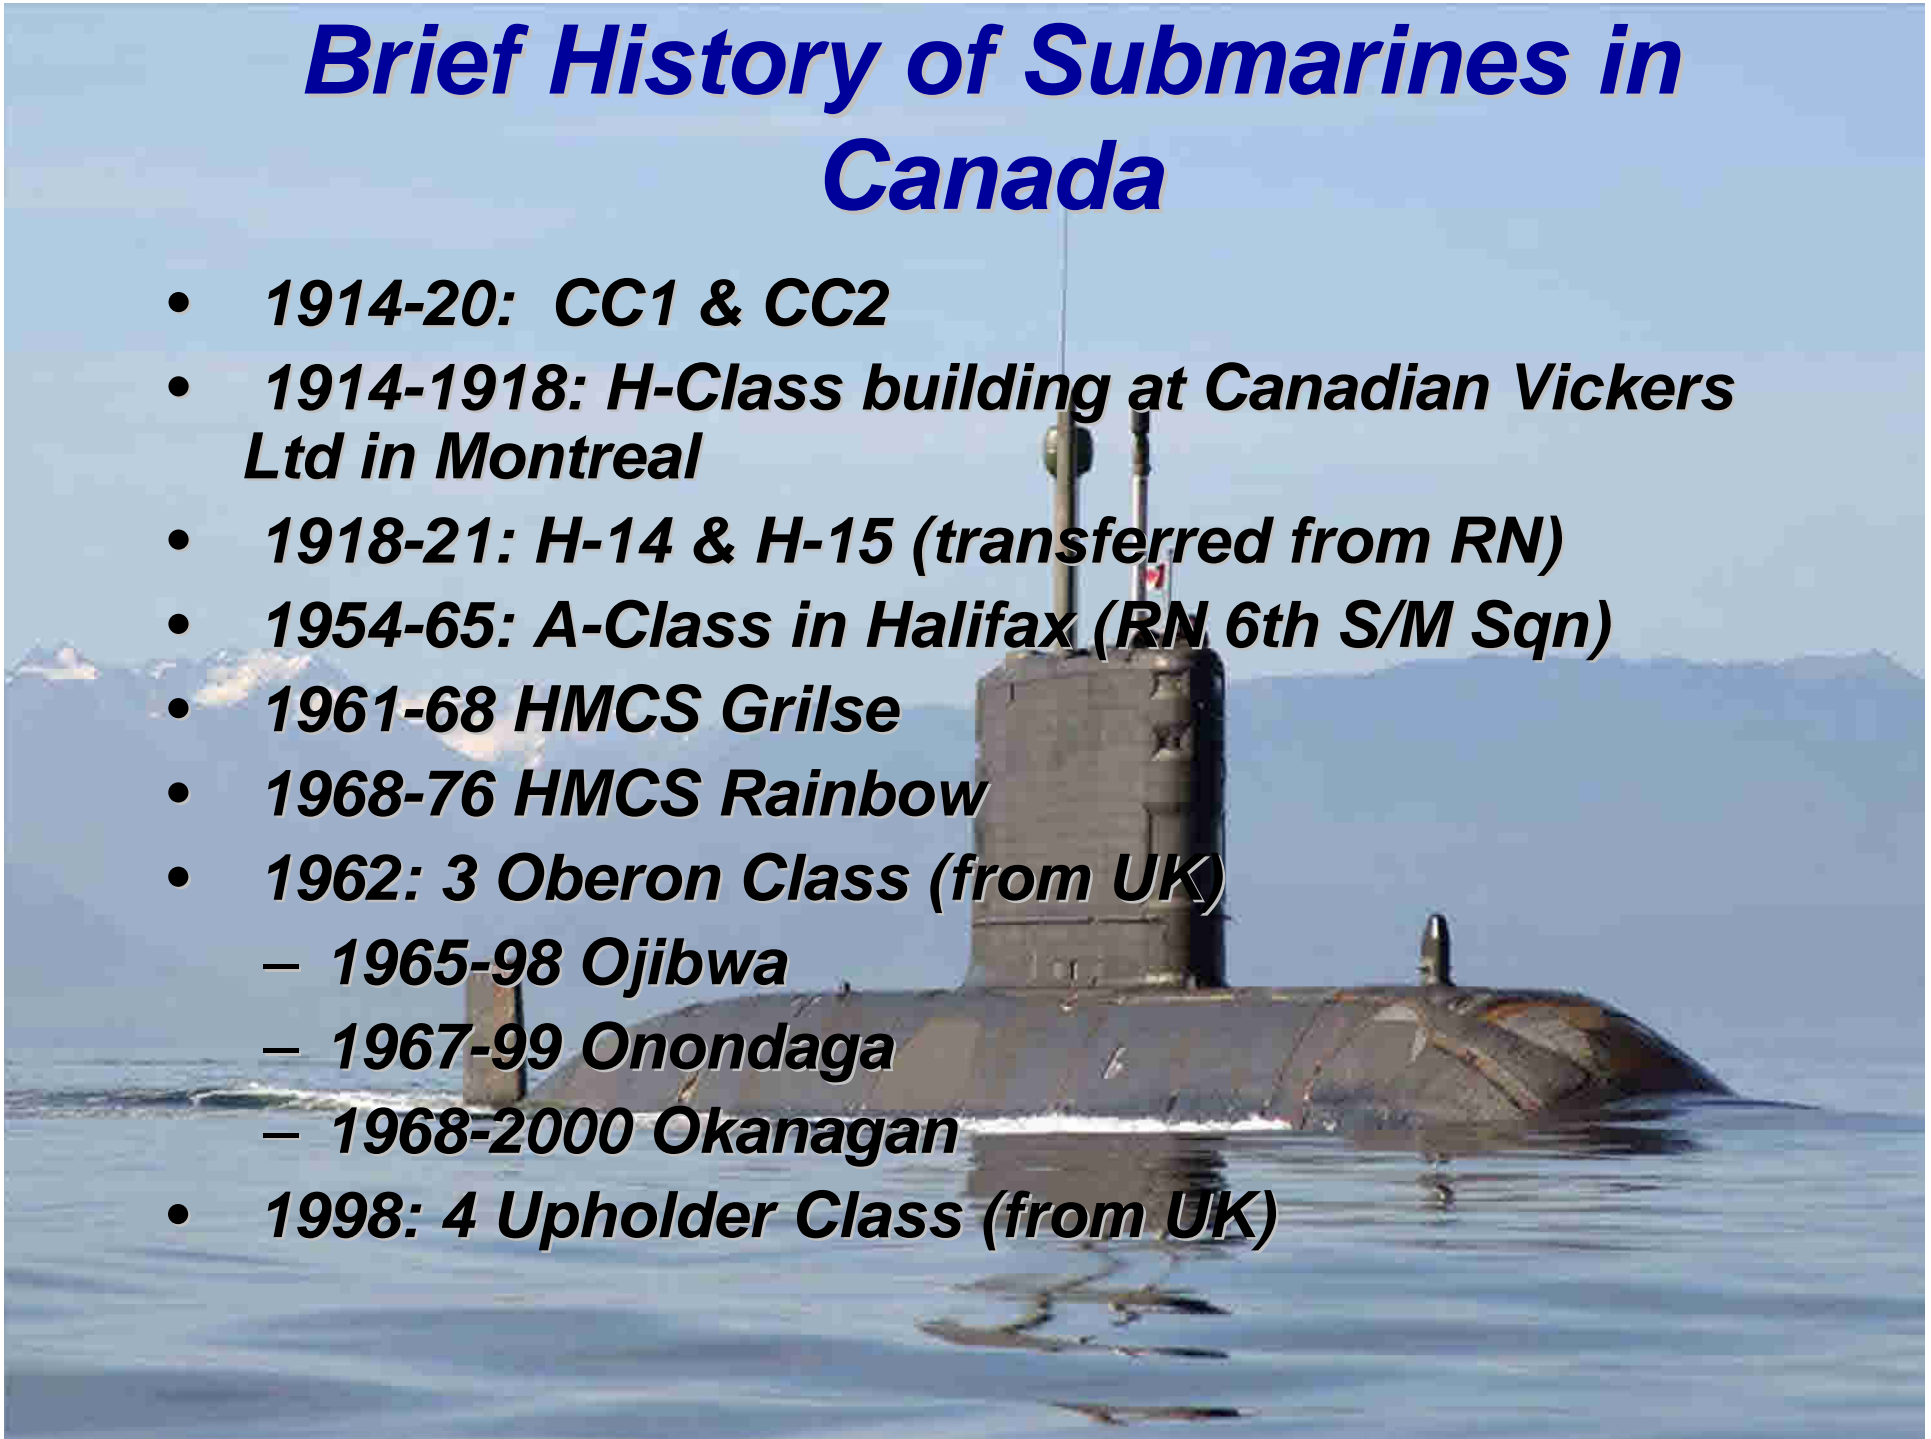 Brief History of Submarines in
Canada
• 1914-20: CC1 & CC2
• 1914-1918: H-Class building at Canadian Vickers
Ltd in Montreal
• 1918-21: H-14 & H-15 (transferred from RN)
• 1954-65: A-Class in Halifax (RN 6th S/M Sqn)
• 1961-68 HMCS Grilse
• 1968-76 HMCS Rainbow
• 1962: 3 Oberon Class (from UK)
– 1965-98 Ojibwa
– 1967-99 Onondaga
– 1968-2000 Okanagan
• 1998: 4 Upholder Class (from UK)